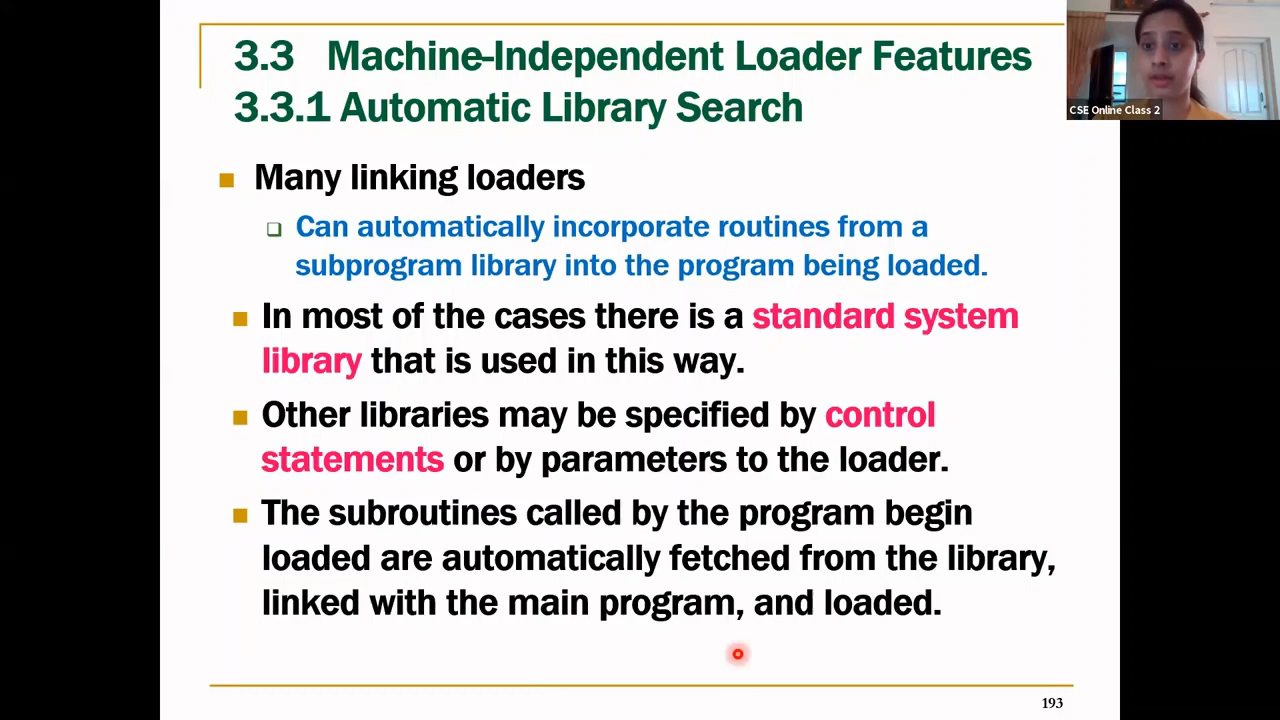 3.3 Machine-Independent Loader Features
3.3.1 Automatic Library Search
CSE Online Class 2
Many linking loaders
Can automatically incorporate routines from a
subprogram library into the program being loaded.
In most of the cases there is a standard system
library that is used in this way.
Other libraries may be specified by control
statements or by parameters to the loader.
The subroutines called by the program begin
loaded are automatically fetched from the library,
linked with the main program, and loaded.
193